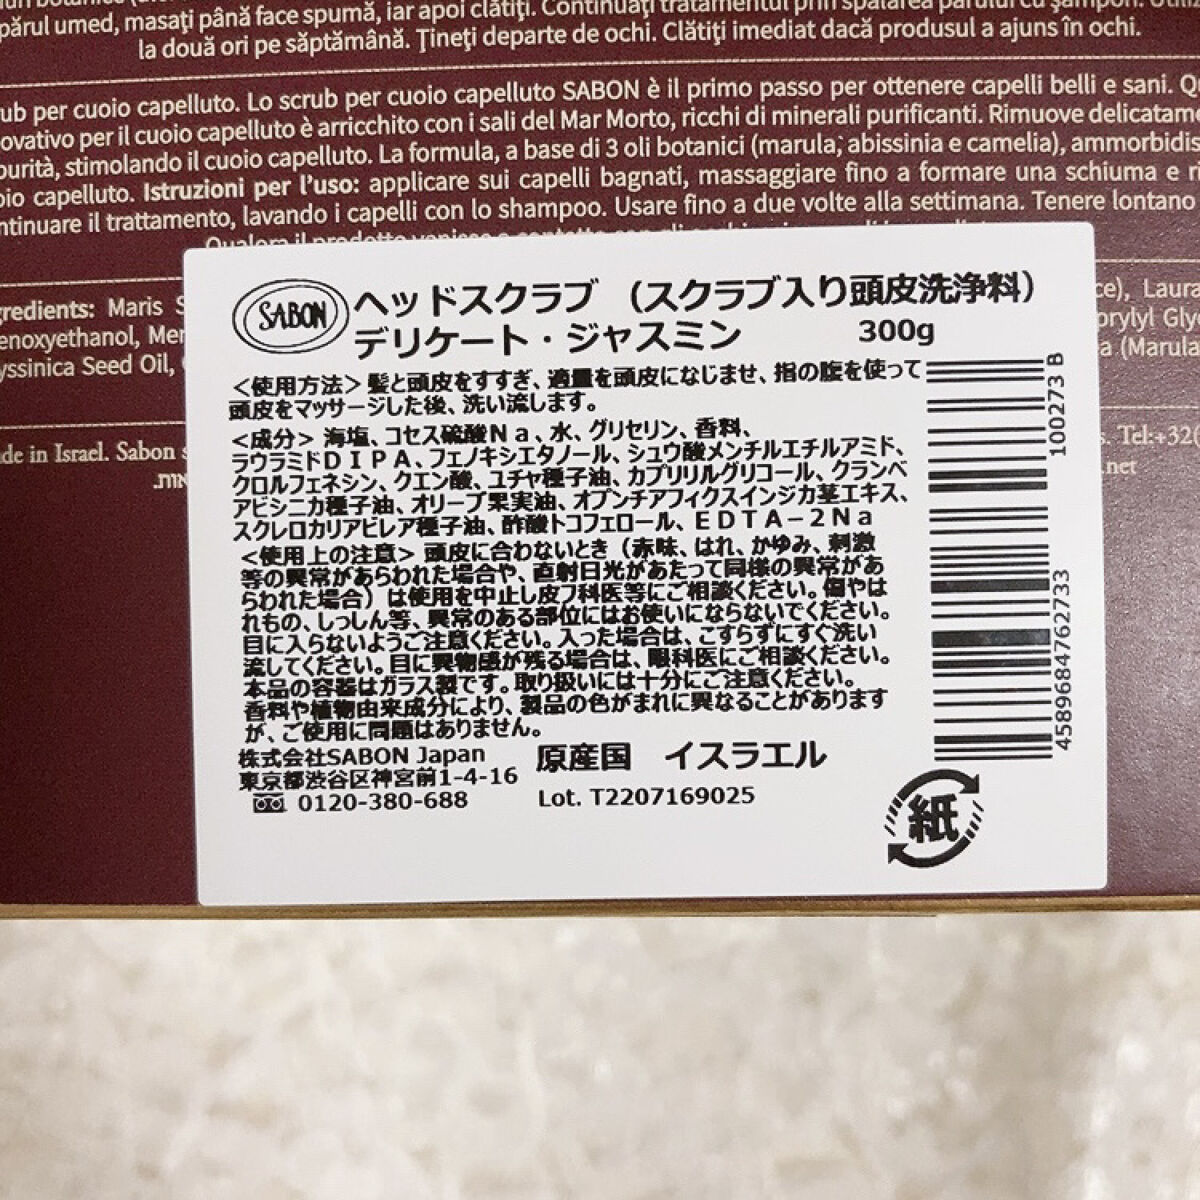 părul umed, masați până face spumă, iar apoi clătiți. Continuați tratamentul prin spălarea părului cu șampon.
la două ori pe săptămână. Țineți departe de ochi. Clătiți imediat dacă produsul a ajuns în ochi.
ub per cuoio capelluto. Lo scrub per cuoio capelluto SABON è il primo passo per ottenere capelli belli e sani.
ovativo per il cuoio capelluto è arricchito con i sali del Mar Morto, ricchi di minerali purificanti. Rimuove delicatam
purità, stimolando il cuoio capelluto. La formula, a base di 3 oli botanici (marula, abissinia e camelia), ammorbidis
oio capelluto. Istruzioni per l'uso: applicare sui capelli bagnati, massaggiare fino a formare una schiuma e
ntinuare il trattamento, lavando i capelli con lo shampoo. Usare fino a due volte alla settimana. Tenere lontano
redients: Maris S
enoxyethanol, Men
yssinica Seed Oil,
ce), Laura
prylyl Glyc
a (Marula
de in Israel. Sabon s
s. Tel:+32(
.net
SABON
ヘッドスクラブ （スクラブ入り頭皮洗浄料）
デリケート・ジャスミン 300g
＜使用方法＞髪と頭皮をすすぎ、適量を頭皮になじませ、指の腹を使って
頭皮をマッサージした後、洗い流します。
＜成分＞海塩、コセス硫酸Ｎａ、水、グリセリン、香料、
ラウラミドＤＩＰＡ、フェノキシエタノール、シュウ酸メンチルエチルアミド、
クロルフェネシン、クエン酸、ユチャ種子油、カプリリルグリコール、クランベ
アビシニカ種子油、オリーブ果実油、オプンチアフィクスインジカ茎エキス、
スクレロカリアビレア種子油、酢酸トコフェロール、ＥＤＴＡ－２Ｎａ
＜使用上の注意＞頭皮に合わないとき（赤味、はれ、かゆみ、刺激
等の異常があらわれた場合や、直射日光があたって同様の異常があ
らわれた場合）は使用を中止し皮フ科医等にご相談ください。傷やは
れもの、しっしん等、異常のある部位にはお使いにならないでください。
目に入らないようご注意ください。入った場合は、こすらずにすぐ洗い
流してください。目に異物感が残る場合は、眼科医にご相談ください。
本品の容器はガラス製です。取り扱いには十分にご注意ください。
香料や植物由来成分により、製品の色がまれに異なることがあります
が、ご使用に問題はありません。
株式会社SABON Japan 原産国 イスラエル
東京都渋谷区神宮前1-4-16
0120-380-688 Lot. T2207169025
100273 B
4589684762733
紙